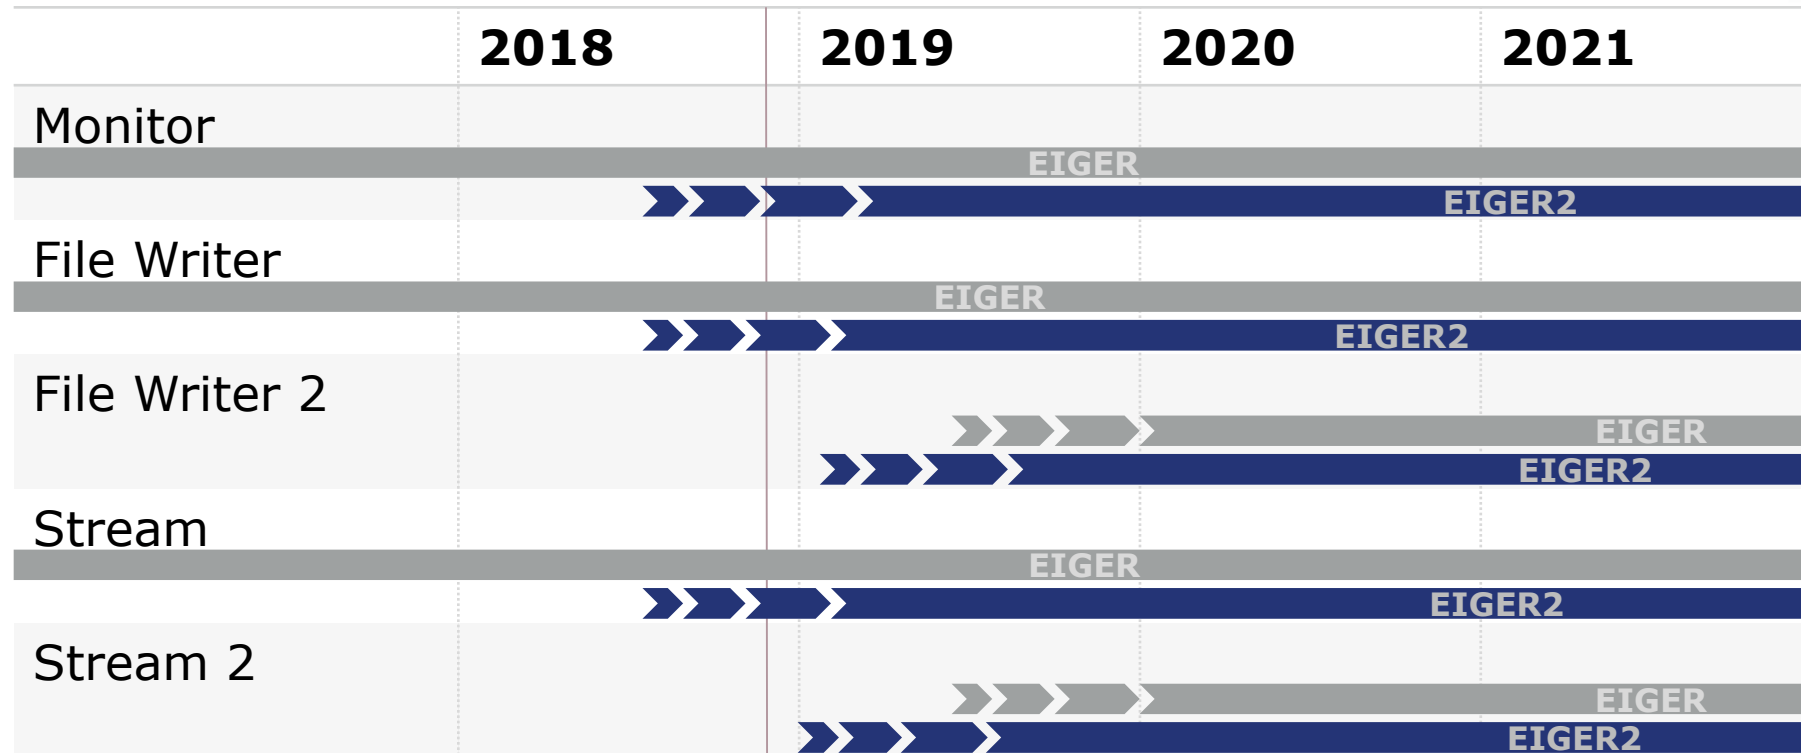 2018 2019 2020 2021
Monitor
EIGER
EIGER2
File Writer
EIGER
EIGER2
File Writer 2
EIGER
EIGER2
Stream
EIGER
EIGER2
Stream 2
EIGER
EIGER2